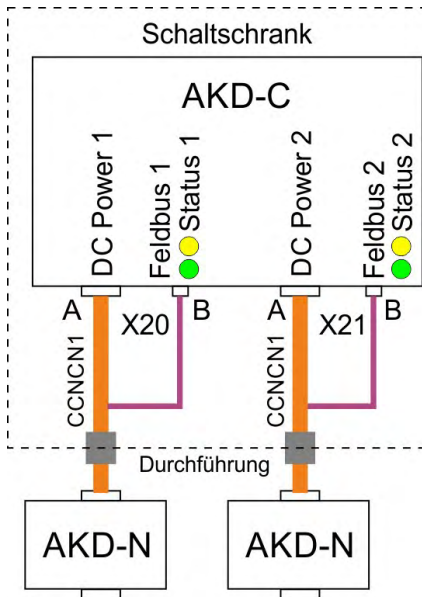 Schaltschrank
AKD-C
DC Power 1
Feldbus 1
Status 1
DC Power 2
Feldbus 2
Status 2
A
X20
B
A
X21
B
CCNCN1
CCNCN1
Durchführung
AKD-N
AKD-N